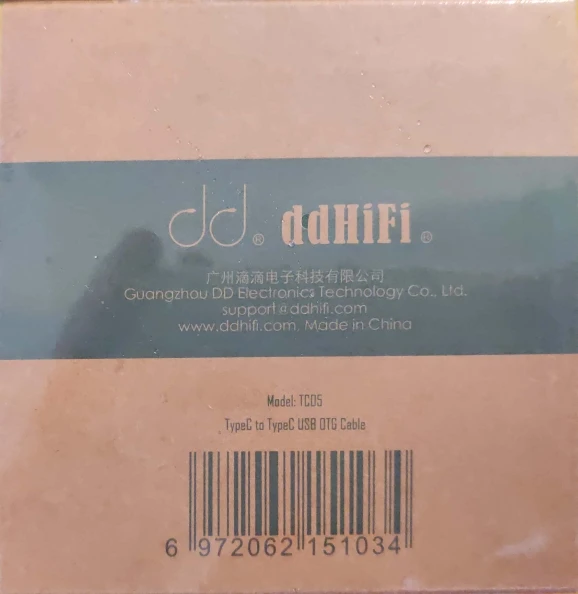 dd® ddHiFi®
广州滴滴电子科技有限公司
Guangzhou DD Electronics Technology Co., Ltd.
support@ddhifi.com
www.ddhifi.com, Made in China
Model: TC05
TypeC to TypeC USB OTG Cable
6 972062 151034